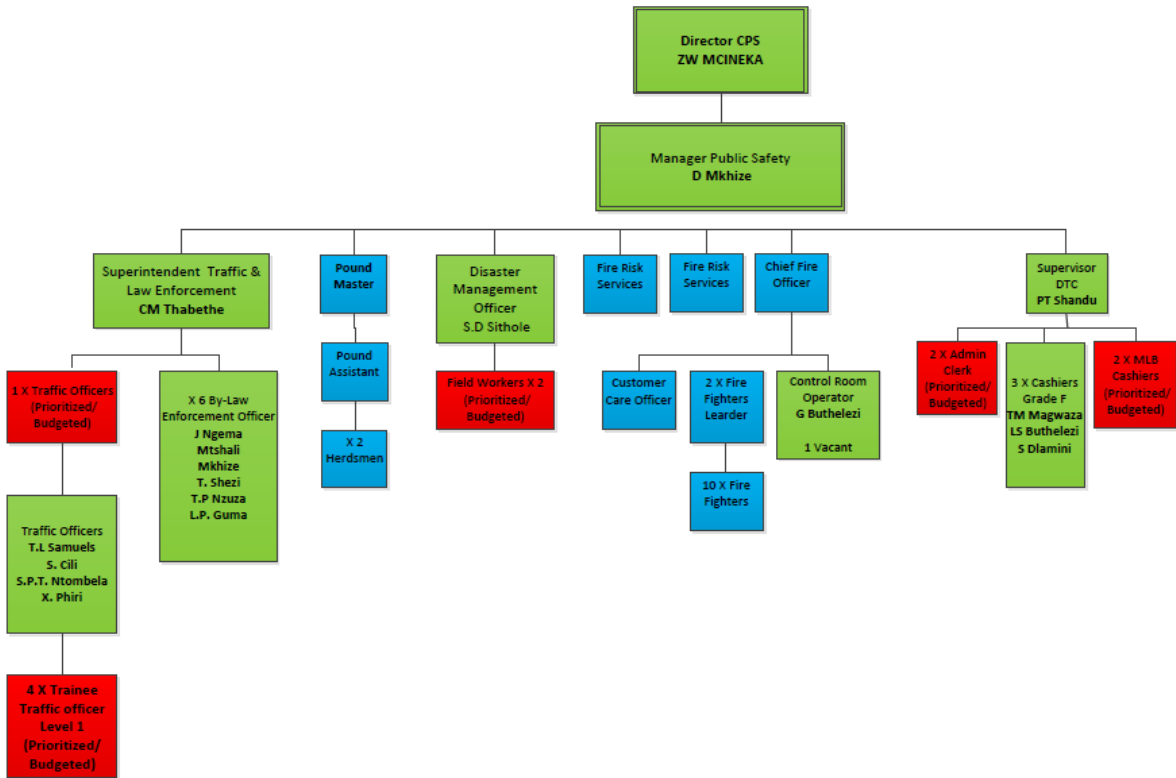 Director CPS
ZW MCINEKA
Manager Public Safety
D Mkhize
Superintendent Traffic &
Law Enforcement
CM Thabethe
Pound
Master
Disaster
Management
Officer
S.D Sithole
Fire Risk
Services
Fire Risk
Services
Chief Fire
Officer
Supervisor
DTC
PT Shandu
1 X Traffic Officers
(Prioritized/
Budgeted)
X 6 By-Law
Enforcement Officer
J Ngema
Mtshali
Mkhize
T. Shezi
T.P Nzuza
L.P. Guma
Pound
Assistant
Field Workers X 2
(Prioritized/
Budgeted)
Customer
Care Officer
2 X Fire
Fighters
Learder
Control Room
Operator
G Buthelezi
1 Vacant
2 X Admin
Clerk
(Prioritized/
Budgeted)
3 X Cashiers
Grade F
TM Magwaza
LS Buthelezi
S Dlamini
2 X MLB
Cashiers
(Prioritized/
Budgeted)
X 2
Herdsmen
10 X Fire
Fighters
Traffic Officers
T.L Samuels
S. Cili
S.P.T. Ntombela
X. Phiri
4 X Trainee
Traffic officer
Level 1
(Prioritized/
Budgeted)